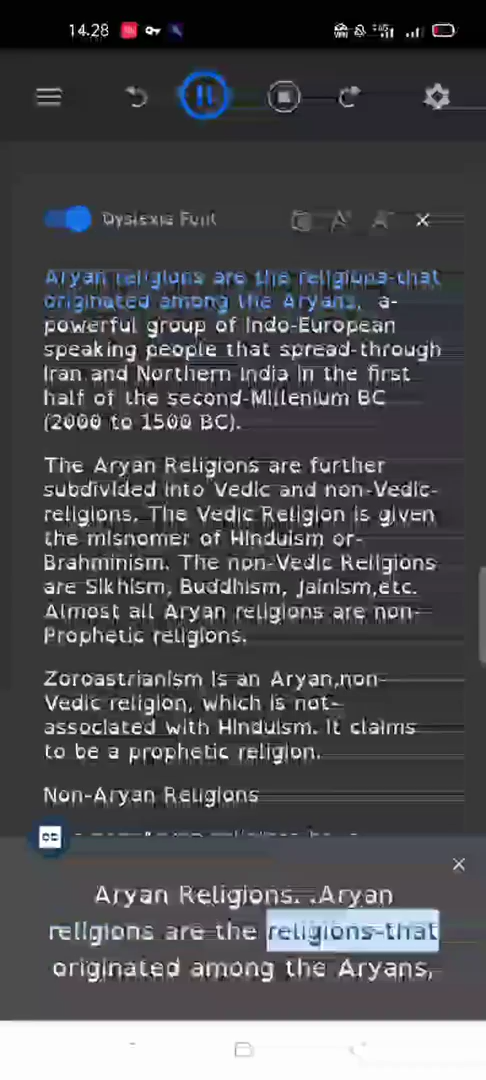 14.28
Dyslexia Font
Aryan religions are the religions-that
originated among the Aryans, a-
powerful group of Indo-European
speaking people that spread-through
Iran and Northern India in the first
half of the second-Millenium BC
(2000 to 1500 BC).
The Aryan Religions are further
subdivided into Vedic and non-Vedic-
religions. The Vedic Religion is given
the misnomer of Hinduism or-
Brahminism. The non-Vedic Religions
are Sikhism, Buddhism, Jainism,etc.
Almost all Aryan religions are non-
Prophetic religions.
Zoroastrianism is an Aryan,non-
Vedic religion, which is not-
associated with Hinduism. It claims
to be a prophetic religion.
Non-Aryan Religions
Aryan Religions. .Aryan
religions are the religions-that
originated among the Aryans,